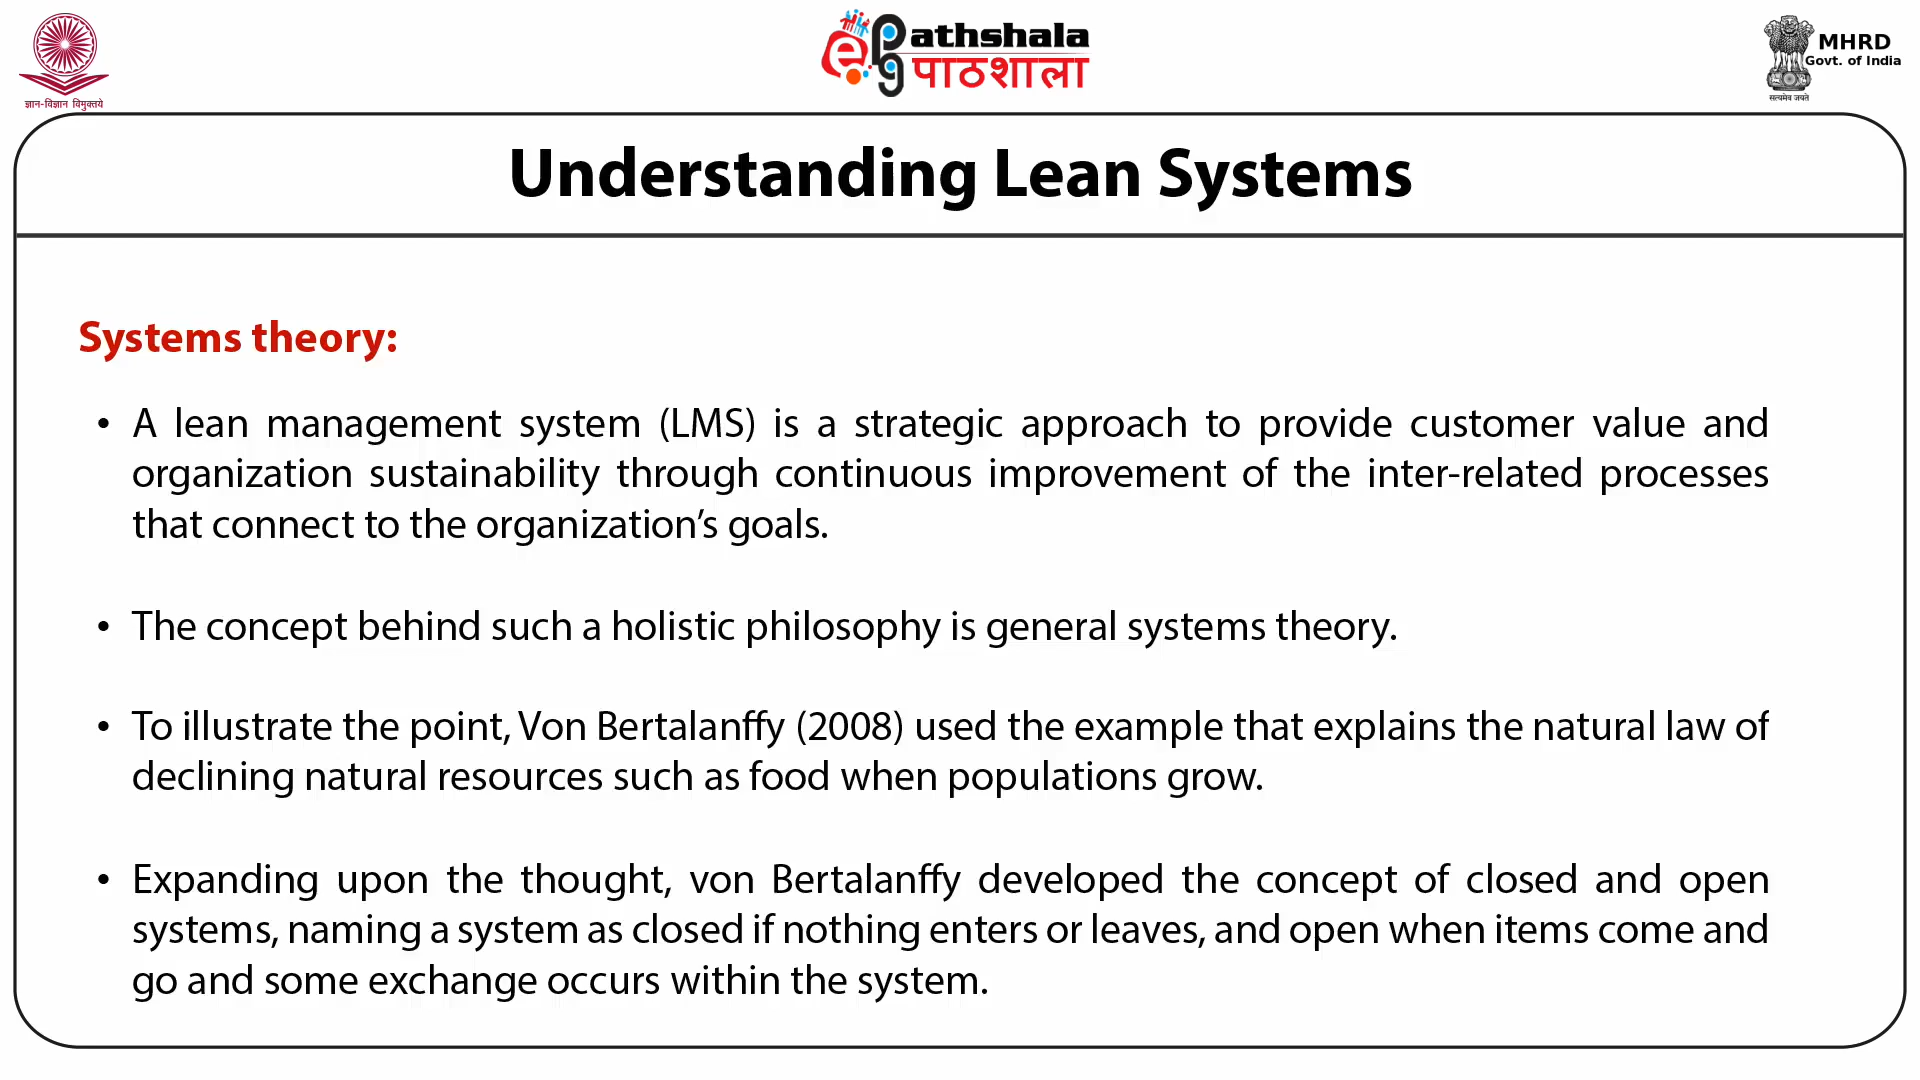 ज्ञान-विज्ञान विमुक्तये
ePathshala
पाठशाला
MHRD
Govt. of India
सत्यमेव जयते
Understanding Lean Systems
Systems theory:
• A lean management system (LMS) is a strategic approach to provide customer value and
organization sustainability through continuous improvement of the inter-related processes
that connect to the organization’s goals.
• The concept behind such a holistic philosophy is general systems theory.
• To illustrate the point, Von Bertalanffy (2008) used the example that explains the natural law of
declining natural resources such as food when populations grow.
• Expanding upon the thought, von Bertalanffy developed the concept of closed and open
systems, naming a system as closed if nothing enters or leaves, and open when items come and
go and some exchange occurs within the system.